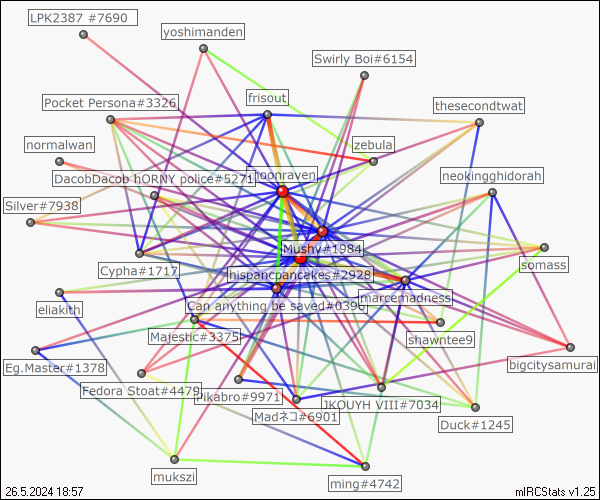 LPK2387 #7690
yoshimanden
Swirly Boi#6154
frisout
Pocket Persona#3326
thesecondtwat
normalwan
zebula
moonraven
DacobDacob hORNY police#5271
neokingghidorah
Silver#7938
Mushy#1984
somass
Cypha#1717
hispancpancakes#2928
marcemadness
eliakith
Can anything be saved#0396
Majestic#3375
shawntee9
bigcitysamurai
Eg.Master#1378
Fedora Stoat#4479
Pikabro#9971
JKOUYH VIII#7034
Madネコ#6901
Duck#1245
mukszi
ming#4742
26.5.2024 18:57
mIRCStats v1.25